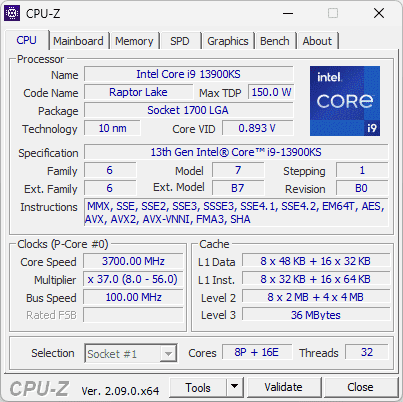 CPU-Z
CPU Mainboard Memory SPD Graphics Bench About
Processor
Name Intel Core i9 13900KS
Code Name Raptor Lake Max TDP 150.0 W
Package Socket 1700 LGA
Technology 10 nm Core VID 0.893 V
intel
CORE
i9
Specification 13th Gen Intel® Core™ i9-13900KS
Family 6 Model 7 Stepping 1
Ext. Family 6 Ext. Model B7 Revision B0
Instructions MMX, SSE, SSE2, SSE3, SSSE3, SSE4.1, SSE4.2, EM64T, AES,
AVX, AVX2, AVX-VNNI, FMA3, SHA
Clocks (P-Core #0)
Core Speed 3700.00 MHz
Multiplier x 37.0 (8.0 - 56.0)
Bus Speed 100.00 MHz
Rated FSB
Cache
L1 Data 8 x 48 KB + 16 x 32 KB
L1 Inst. 8 x 32 KB + 16 x 64 KB
Level 2 8 x 2 MB + 4 x 4 MB
Level 3 36 MBytes
Selection Socket #1 Cores 8P + 16E Threads 32
CPU-Z Ver. 2.09.0.x64 Tools Validate Close